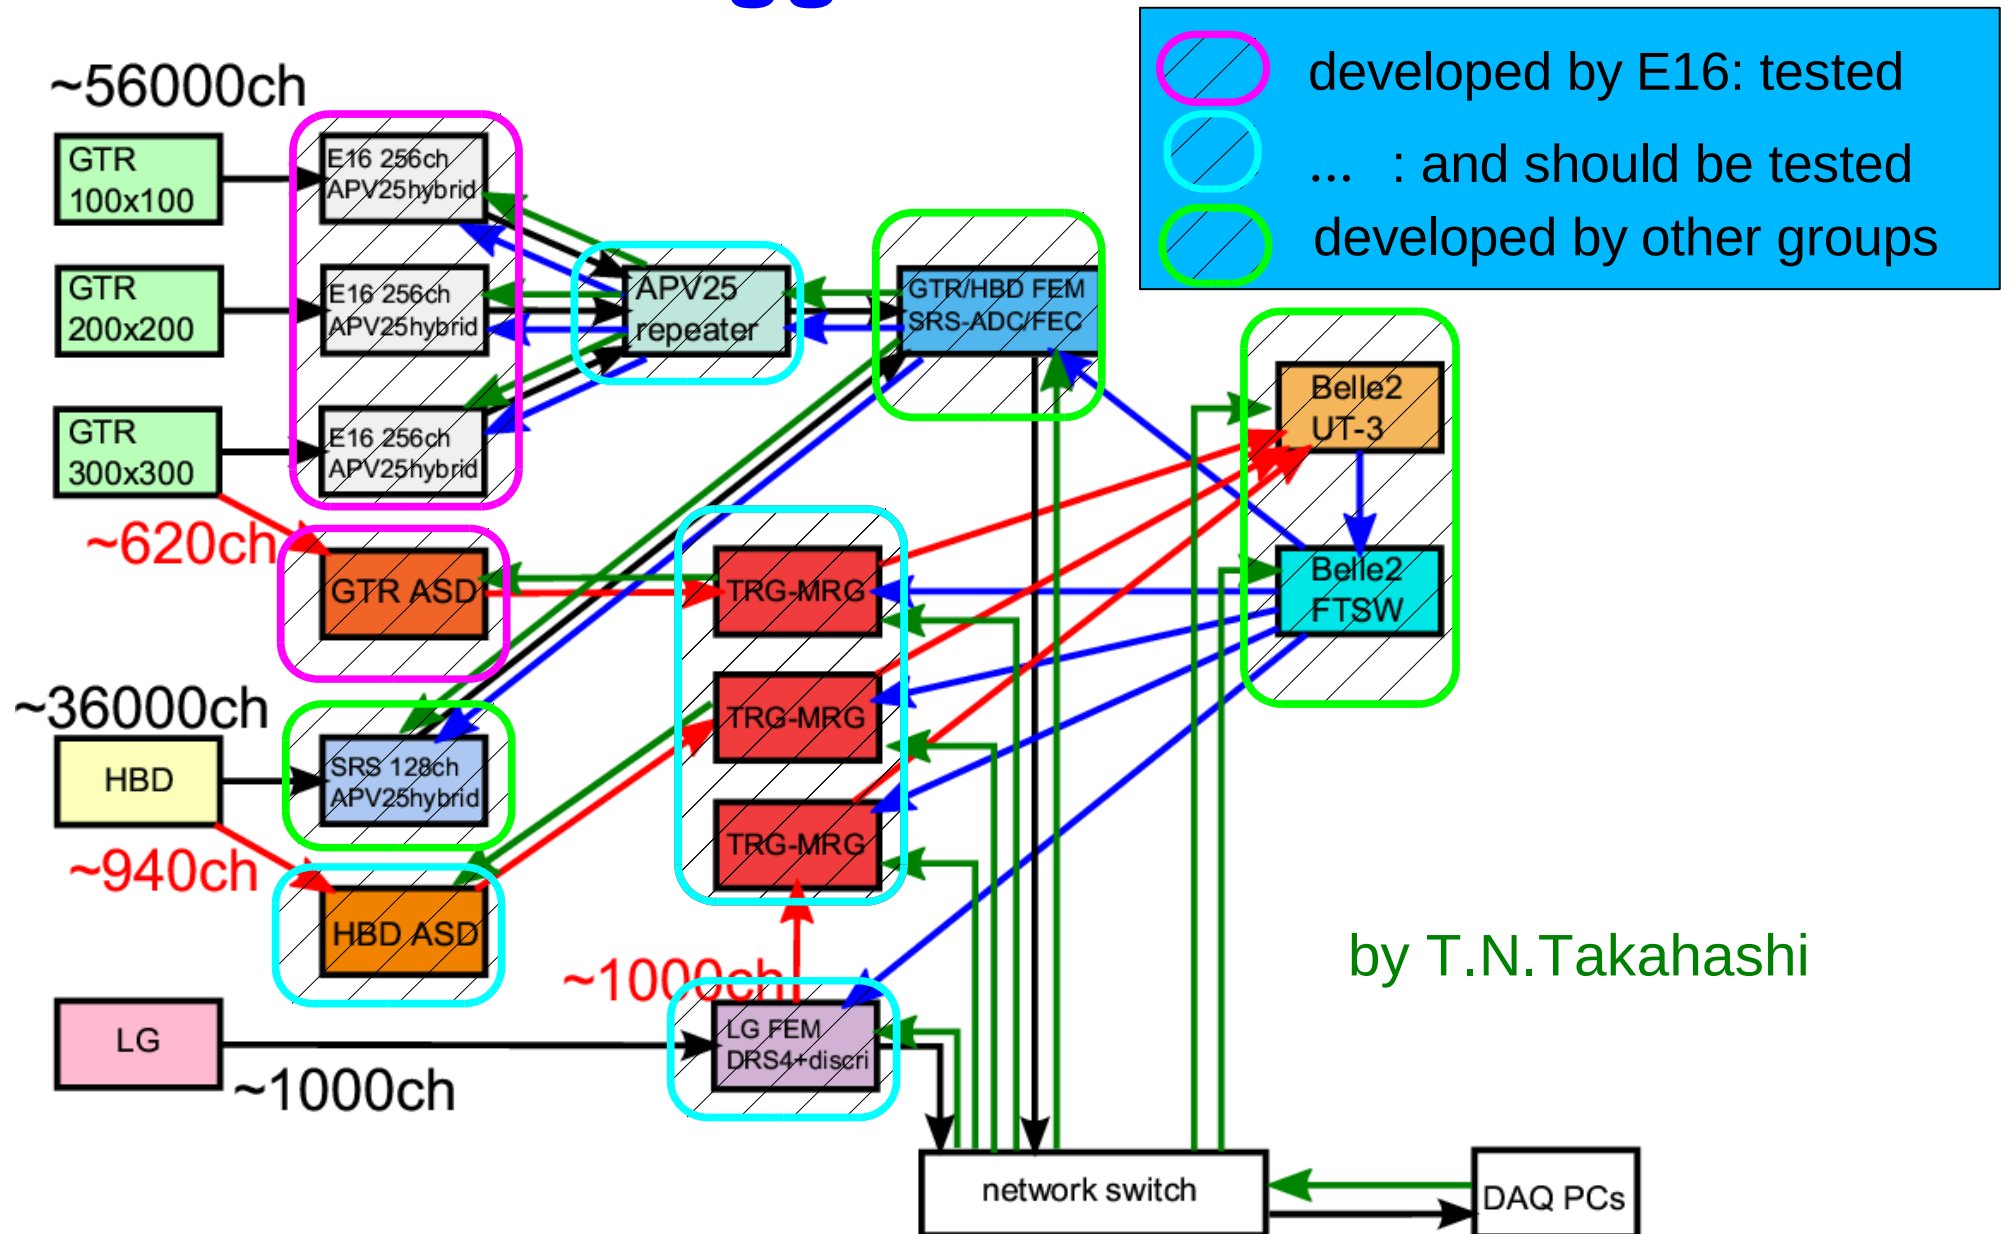 ~56000ch
developed by E16: tested
... : and should be tested
developed by other groups
GTR
100x100
E16 256ch
APV25hybrid
GTR
200x200
E16 256ch
APV25hybrid
APV25
repeater
GTR/HBD FEM
SRS-ADC/FEC
GTR
300x300
E16 256ch
APV25hybrid
Belle2
UT-3
~620ch
GTR ASD
TRG-MRG
Belle2
FTSW
~36000ch
TRG-MRG
HBD
SRS 128ch
APV25hybrid
TRG-MRG
~940ch
HBD ASD
by T.N.Takahashi
~1000ch
LG
LG FEM
DRS4+discri
~1000ch
network switch
DAQ PCs